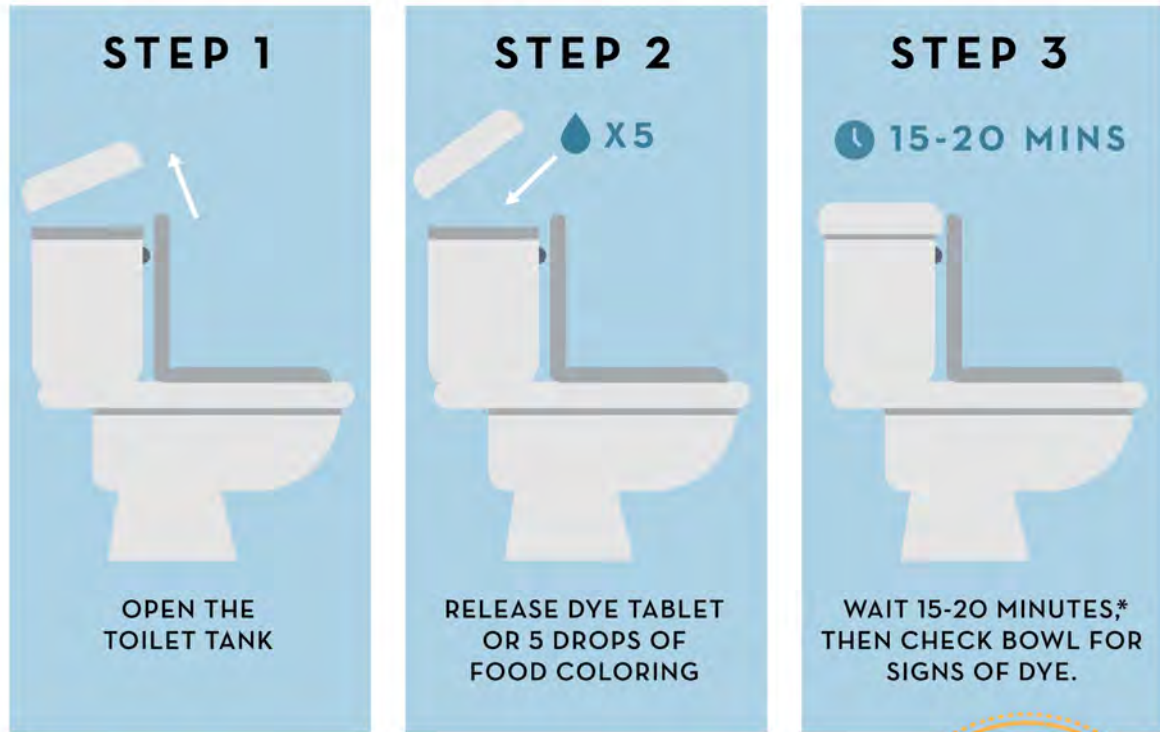 STEP 1
OPEN THE
TOILET TANK
STEP 2
X5
RELEASE DYE TABLET
OR 5 DROPS OF
FOOD COLORING
STEP 3
15-20 MINS
WAIT 15-20 MINUTES,*
THEN CHECK BOWL FOR
SIGNS OF DYE.